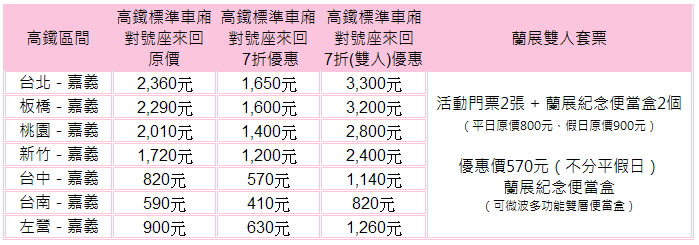 高鐵區間 高鐵標準車廂對號座來回原價 高鐵標準車廂對號座來回7折優惠 高鐵標準車廂對號座來回7折(雙人)優惠 蘭展雙人套票
台北－嘉義 2,360元 1,650元 3,300元
板橋－嘉義 2,290元 1,600元 3,200元
桃園－嘉義 2,010元 1,400元 2,800元
新竹－嘉義 1,720元 1,200元 2,400元
台中－嘉義 820元 570元 1,140元
台南－嘉義 590元 410元 820元
左營－嘉義 900元 630元 1,260元
活動門票2張 + 蘭展紀念便當盒2個
（平日原價800元、假日原價900元）
優惠價570元（不分平假日）
蘭展紀念便當盒
（可微波多功能雙層便當盒）